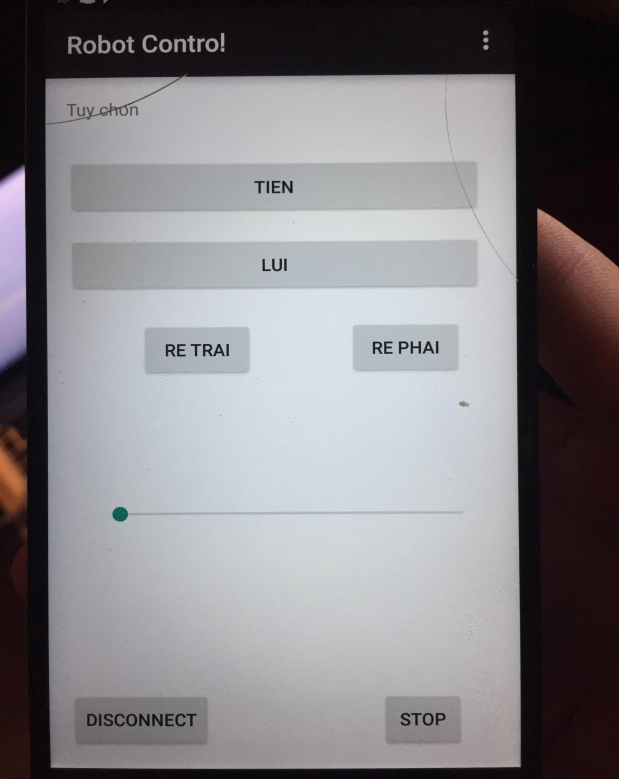 Robot Control!
Tuy chon
TIEN
LUI
RE TRAI
RE PHAI
DISCONNECT
STOP